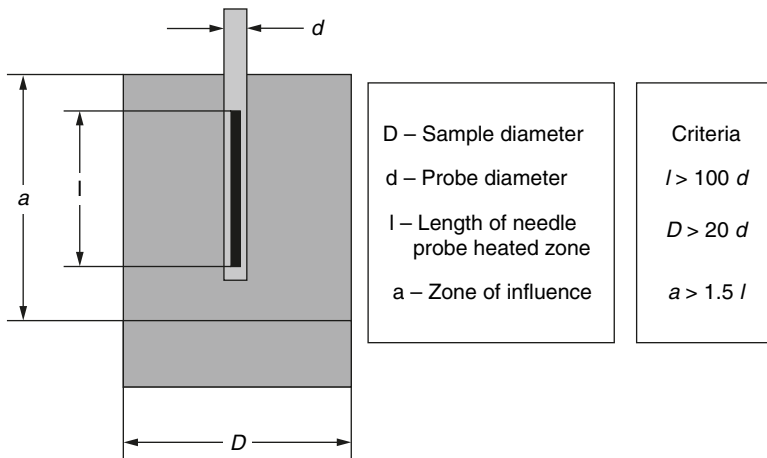 d
a
l
D
D – Sample diameter
d – Probe diameter
l – Length of needle
probe heated zone
a – Zone of influence
Criteria
l > 100 d
D > 20 d
a > 1.5 l